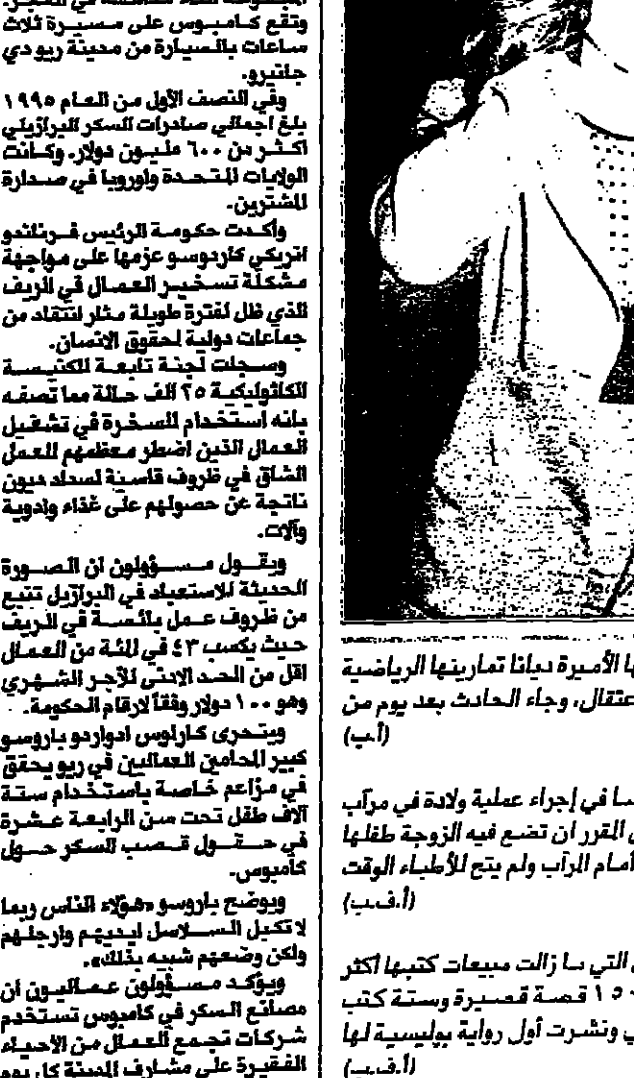 وتقع كامبوس على مسيرة ثلاث
ساعات بالسيارة من مدينة ريو دي
جانيرو.
وفي النصف الأول من العام ١٩٩٥
بلغ اجمالي صادرات السكر البرازيلي
اكثر من ٦٠٠ مليون دولار. وكانت
الولايات المتحدة واوروبا في صدارة
المشترين.
وأكدت حكومة الرئيس فرناندو
انريكي كاردوسو عزمها على مواجهة
مشكلة تسخير العمال في الريف
الذي ظل لفترة طويلة مثار انتقاد من
جماعات دولية لحقوق الانسان.
وسجلت لجنة تابعة للكنيسة
الكاثوليكية ٢٥ الف حالة مما تصفه
بانه استخدام للسخرة في تشغيل
العمال الذين اضطر معظمهم للعمل
الشاق في ظروف قاسية لسداد ديون
ناتجة عن حصولهم على غذاء وادوية
وآلات.
ويقول مسؤولون ان الصورة
الحديثة للاستعباد في البرازيل تنبع
من ظروف عمل بائسة في الريف
حيث يكسب ٤٣ في المئة من العمال
اقل من الحد الادنى للأجر الشهري
وهو ١٠٠ دولار وفقاً لارقام الحكومة.
ويتحرى كارلوس ادواردو باروسو
كبير المحامين العماليين في ريو بحقق
في مزاعم خاصة باستخدام ستة
آلاف طفل تحت سن الرابعة عشرة
في حقول قصب السكر حول
كامبوس.
ويوضح باروسو «هؤلاء الناس ربما
لا تكبل السلاسل ايديهم وارجلهم
ولكن وضعهم شبيه بذلك».
ويؤكد مسؤولون عماليون ان
مصانع السكر في كامبوس تستخدم
شركات تجمع العمال من الاحياء
الفقيرة على مشارف المدينة كل يوم
ها الأميرة ديانا تمارينها الرياضية
عتقال، وجاء الحادث بعد يوم من
(أ.ب)
سا في إجراء عملية ولادة في مرآب
المقرر ان تضع فيه الزوجة طفلها
أمام المرآب ولم يتح للأطباء الوقت
(أ.ف.ب)
التي ما زالت مبيعات كتبها أكثر
١٥٠ قصة قصيرة وستة كتب
ي ونشرت أول رواية بوليسية لها
(أ.ف.ب)